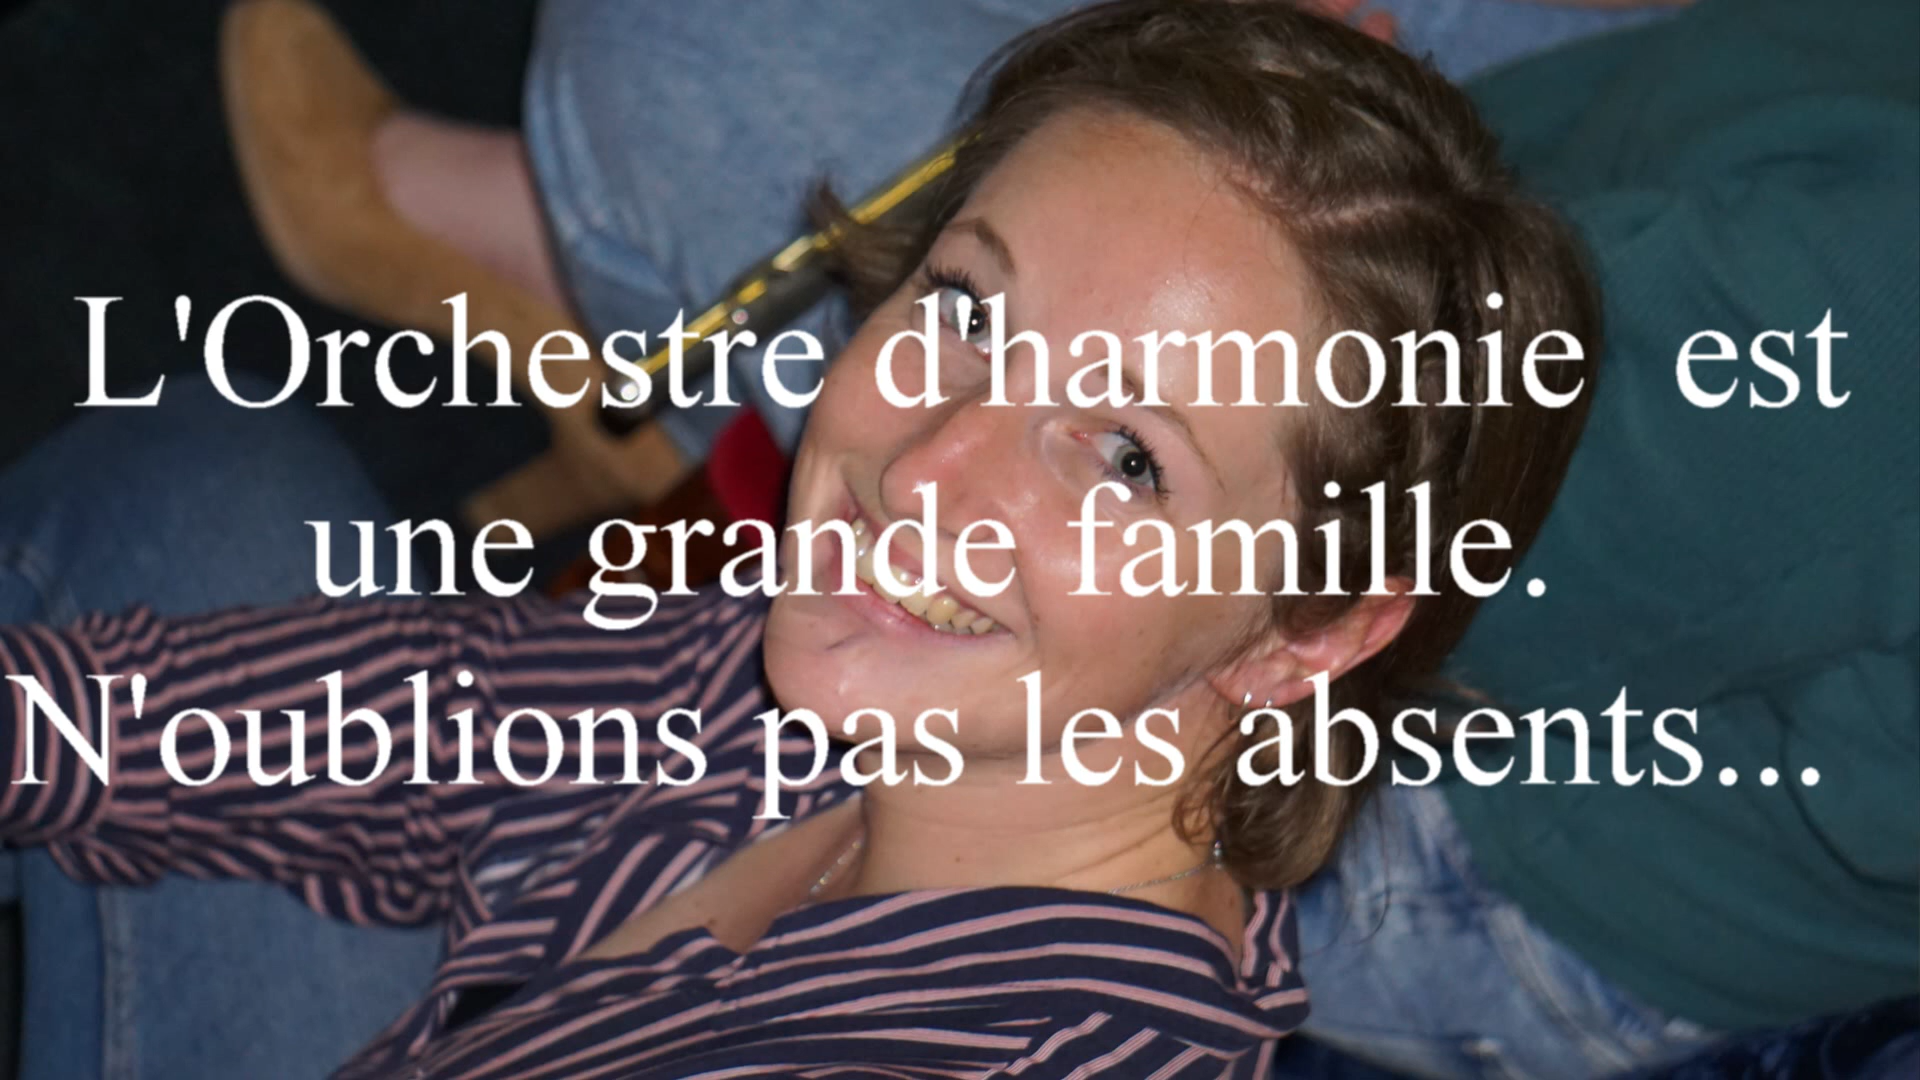 L'Orchestre d'harmonie est
une grande famille.
N'oublions pas les absents...